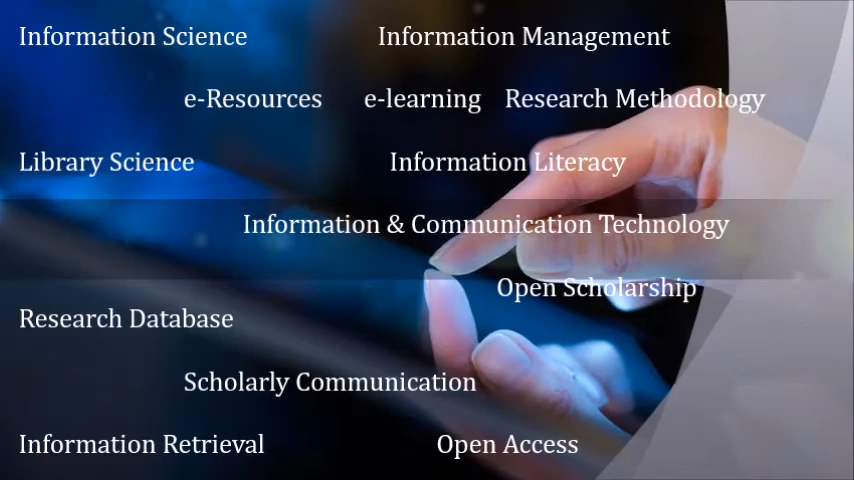 Information Science Information Management
e-Resources e-learning Research Methodology
Library Science Information Literacy
Information & Communication Technology
Open Scholarship
Research Database
Scholarly Communication
Information Retrieval Open Access